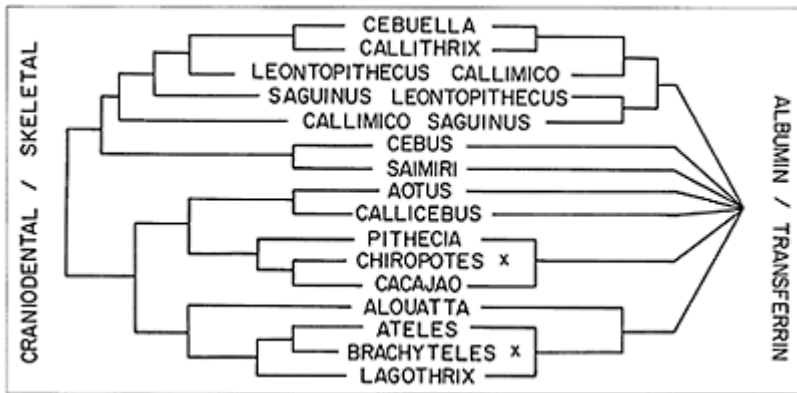 CRANIODENTAL / SKELETAL
CEBUELLA
CALLITHRIX
LEONTOPITHECUS CALLIMICO
SAGUINUS LEONTOPITHECUS
CALLIMICO SAGUINUS
CEBUS
SAIMIRI
AOTUS
CALLICEBUS
PITHECIA
CHIROPOTES x
CACAJAO
ALOUATTA
ATELES
BRACHYTELES x
LAGOTHRIX
ALBUMIN / TRANSFERRIN